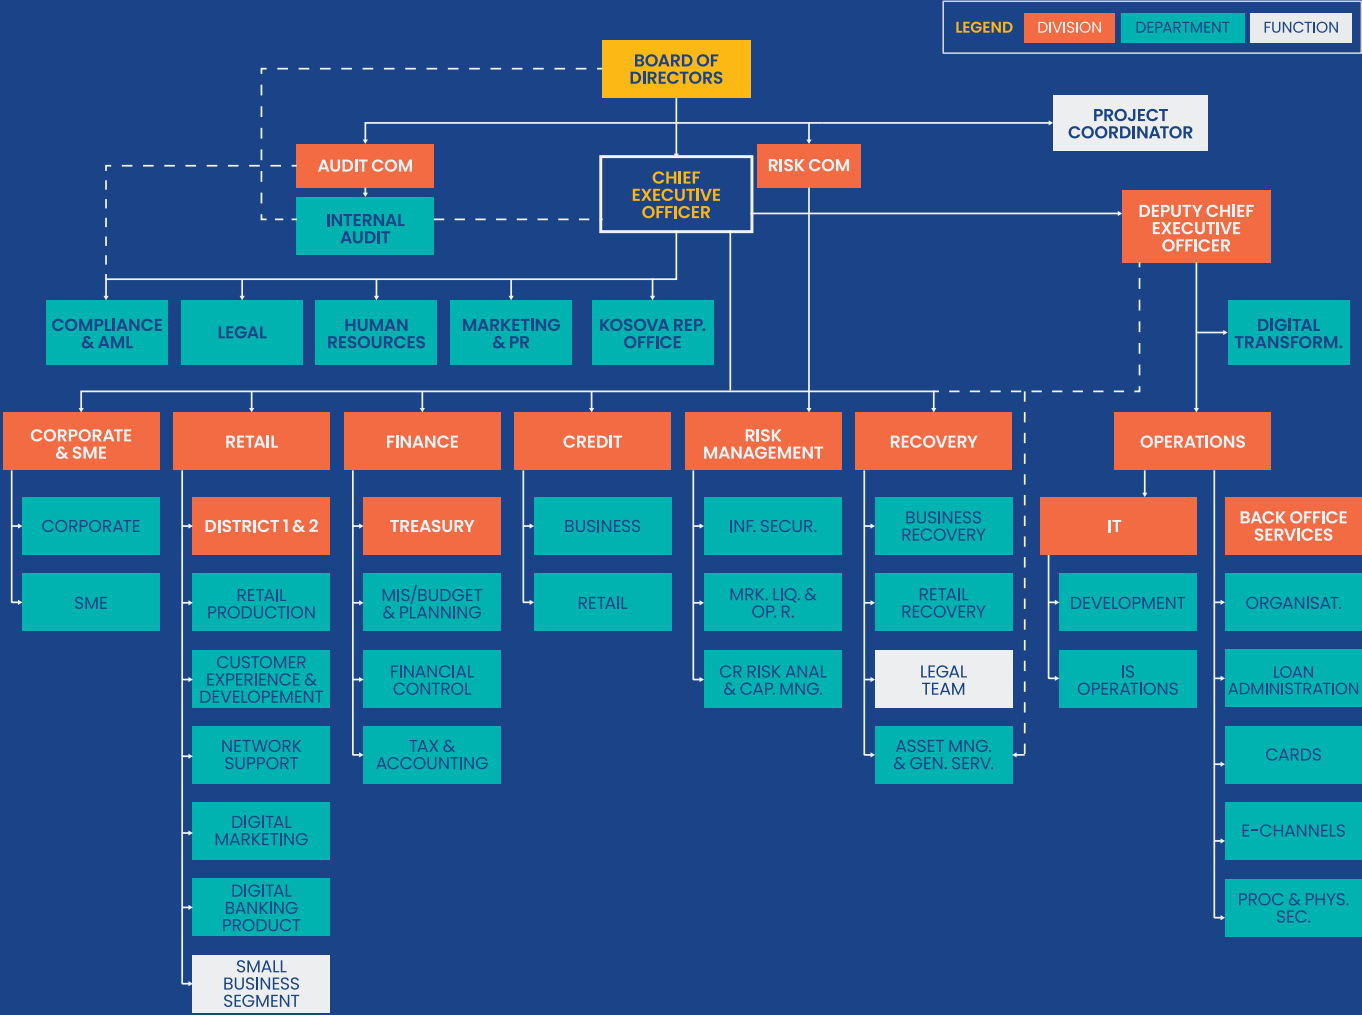 LEGEND
DIVISION
DEPARTMENT
FUNCTION
BOARD OF
DIRECTORS
PROJECT
COORDINATOR
AUDIT COM
CHIEF
EXECUTIVE
OFFICER
RISK COM
INTERNAL
AUDIT
DEPUTY CHIEF
EXECUTIVE
OFFICER
COMPLIANCE
& AML
LEGAL
HUMAN
RESOURCES
MARKETING
& PR
KOSOVA REP.
OFFICE
DIGITAL
TRANSFORM.
CORPORATE
& SME
RETAIL
FINANCE
CREDIT
RISK
MANAGEMENT
RECOVERY
OPERATIONS
CORPORATE
SME
DISTRICT 1 & 2
RETAIL
PRODUCTION
CUSTOMER
EXPERIENCE &
DEVELOPEMENT
NETWORK
SUPPORT
DIGITAL
MARKETING
DIGITAL
BANKING
PRODUCT
SMALL
BUSINESS
SEGMENT
TREASURY
MIS/BUDGET
& PLANNING
FINANCIAL
CONTROL
TAX &
ACCOUNTING
BUSINESS
RETAIL
INF. SECUR.
MRK. LIQ. &
OP. R.
CR RISK ANAL
& CAP. MNG.
BUSINESS
RECOVERY
RETAIL
RECOVERY
LEGAL
TEAM
ASSET MNG.
& GEN. SERV.
IT
DEVELOPMENT
IS
OPERATIONS
BACK OFFICE
SERVICES
ORGANISAT.
LOAN
ADMINISTRATION
CARDS
E-CHANNELS
PROC & PHYS.
SEC.